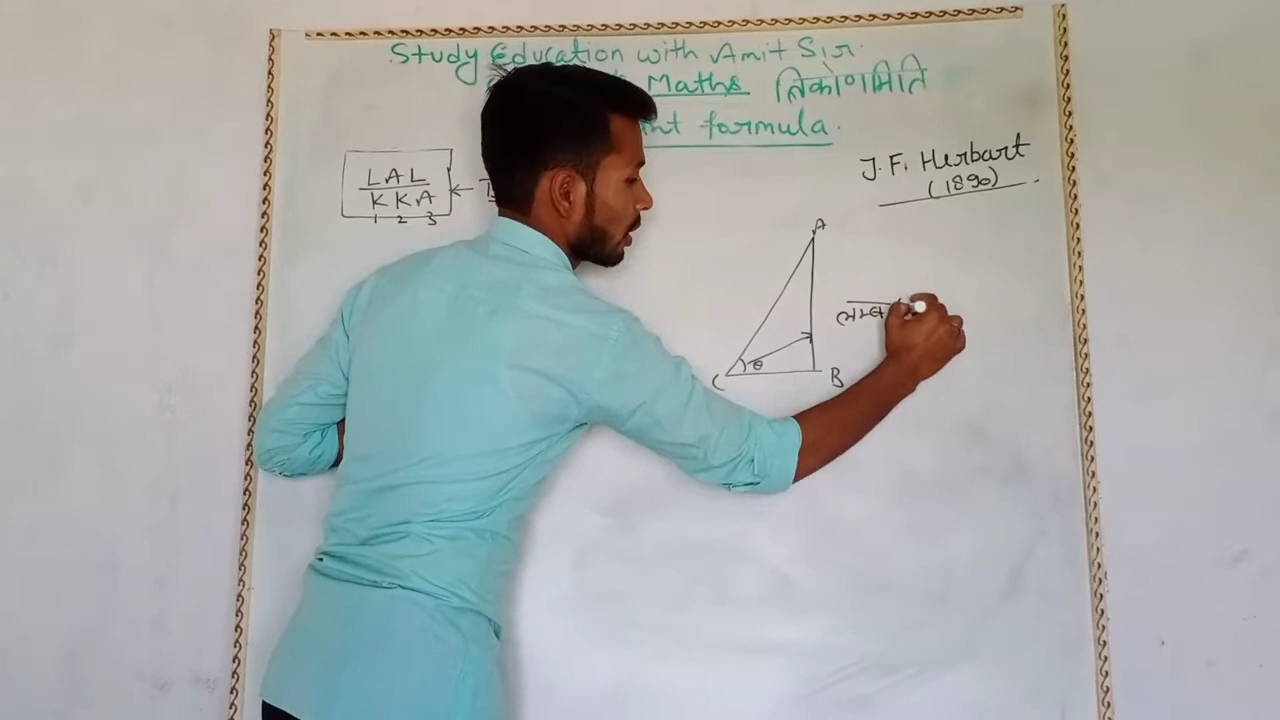 Study Education with Amit Sir.
Maths त्रिकोणमिति
formula.
J. F. Herbart
(1890)
LAL
KKA ←
1 2 3
A
θ
C B